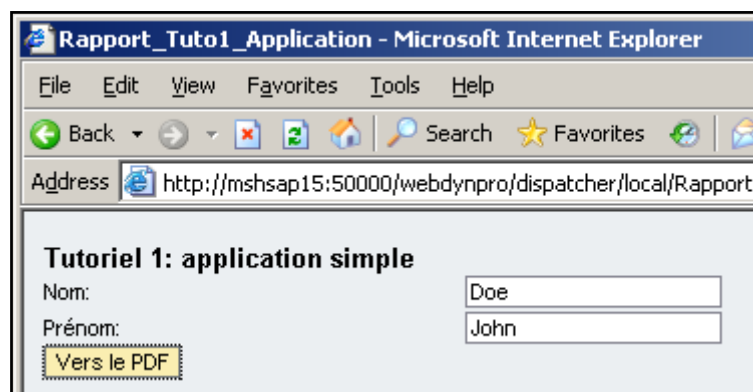 Rapport_Tuto1_Application - Microsoft Internet Explorer
File Edit View Favorites Tools Help
Back Search Favorites
Address http://mshsap15:50000/webdynpro/dispatcher/local/Rapport
Tutoriel 1: application simple
Nom: Doe
Prénom: John
Vers le PDF